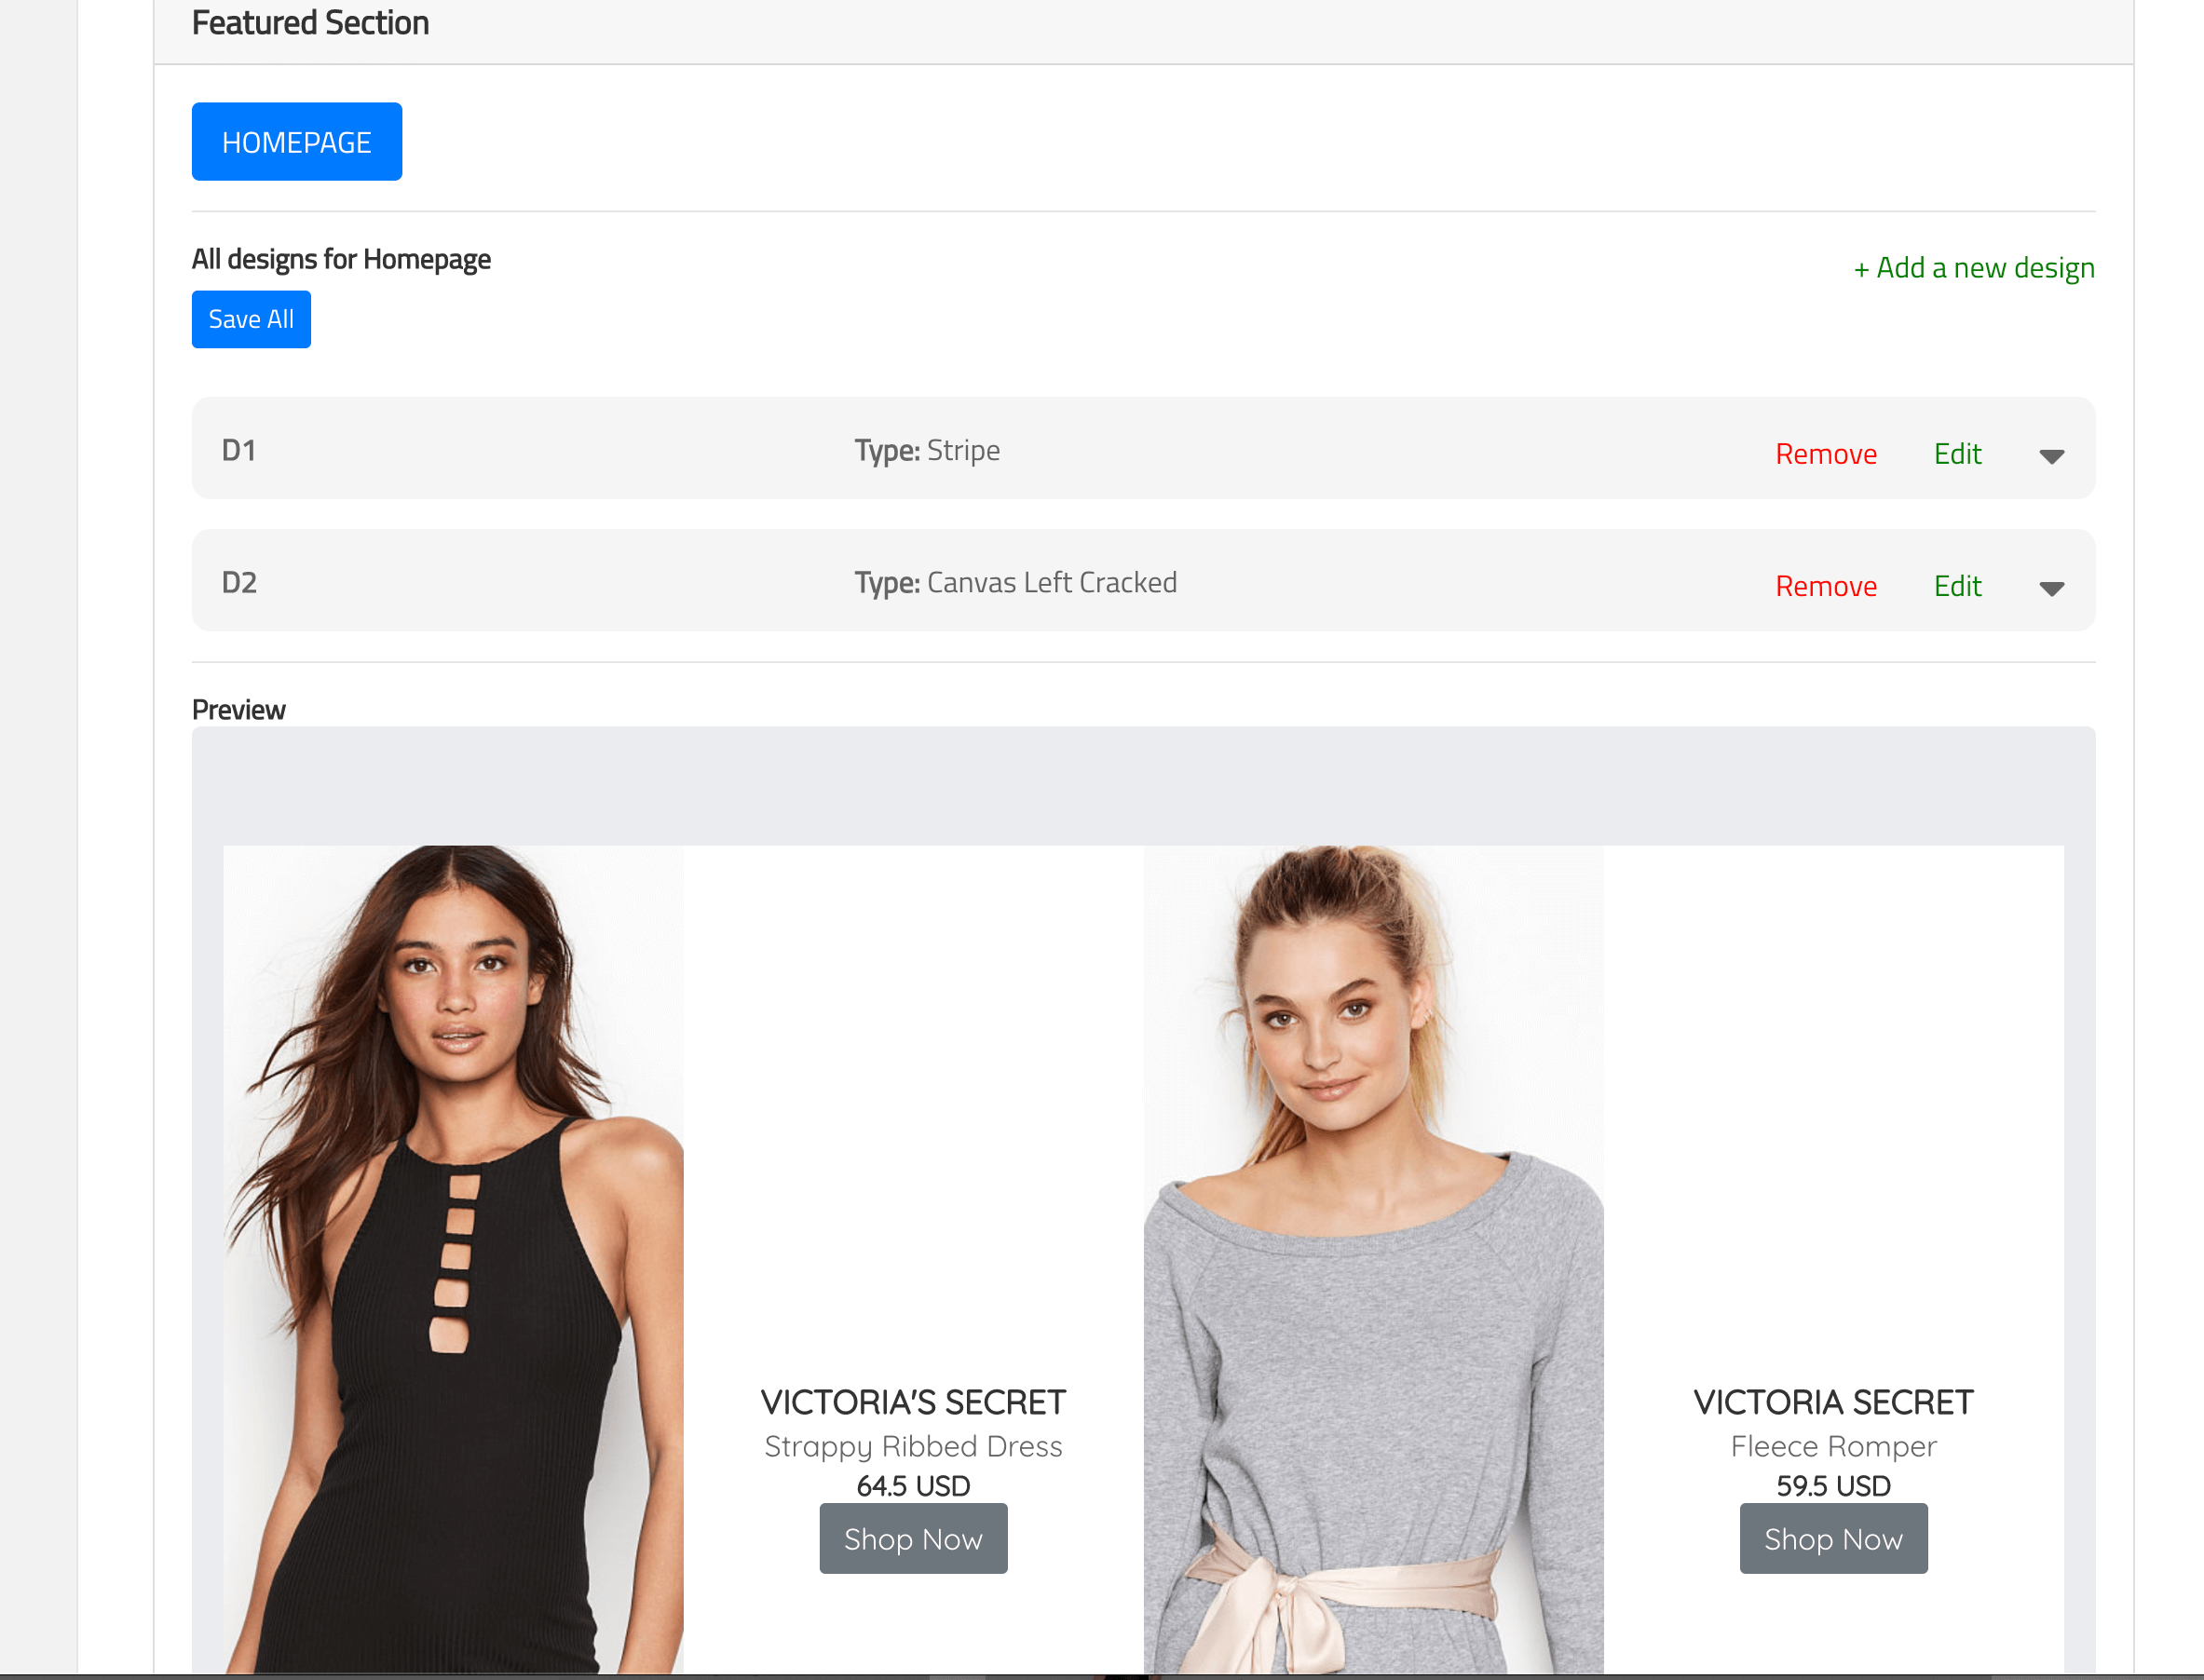 Featured Section
HOMEPAGE
All designs for Homepage
+ Add a new design
Save All
D1 Type: Stripe Remove Edit
D2 Type: Canvas Left Cracked Remove Edit
Preview
VICTORIA'S SECRET
Strappy Ribbed Dress
64.5 USD
Shop Now
VICTORIA SECRET
Fleece Romper
59.5 USD
Shop Now